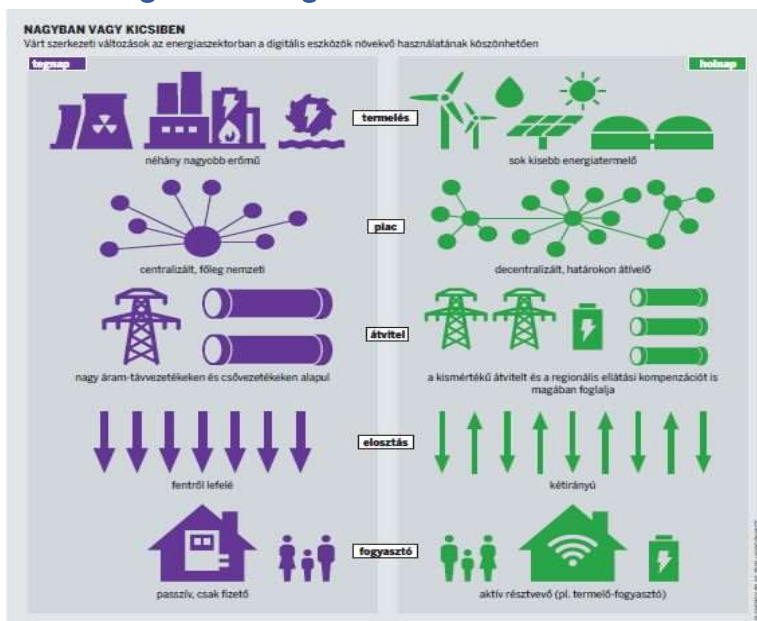 NAGYBAN VAGY KICSIBEN
Várt szerkezeti változások az energiaszektorban a digitális eszközök növekvő használatának köszönhetően
tegnap
holnap
termelés
néhány nagyobb erőmű
sok kisebb energiatermelő
piac
centralizált, főleg nemzeti
decentralizált, határokon átívelő
átvitel
nagy áram-távvezetékeken és csővezetékeken alapul
a kismértékű átvitelt és a regionális ellátási kompenzációt is
magában foglalja
elosztás
fentről lefelé
kétirányú
fogyasztó
passzív, csak fizető
aktív résztvevő (pl. termelő-fogyasztó)